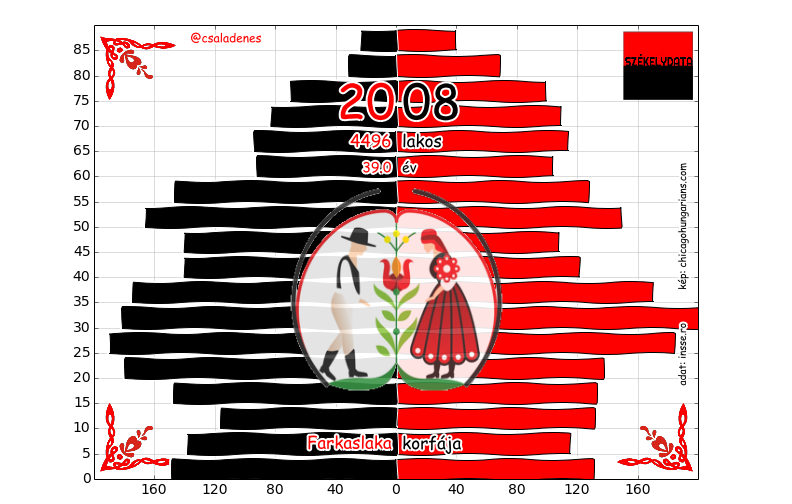 @csaladenes
SZÉKELYDATA
2008
4496 lakos
39.0 év
kép: chicagohungarians.com
adat: insse.ro
Farkaslaka korfája
85
80
75
70
65
60
55
50
45
40
35
30
25
20
15
10
5
0
160 120 80 40 0 40 80 120 160